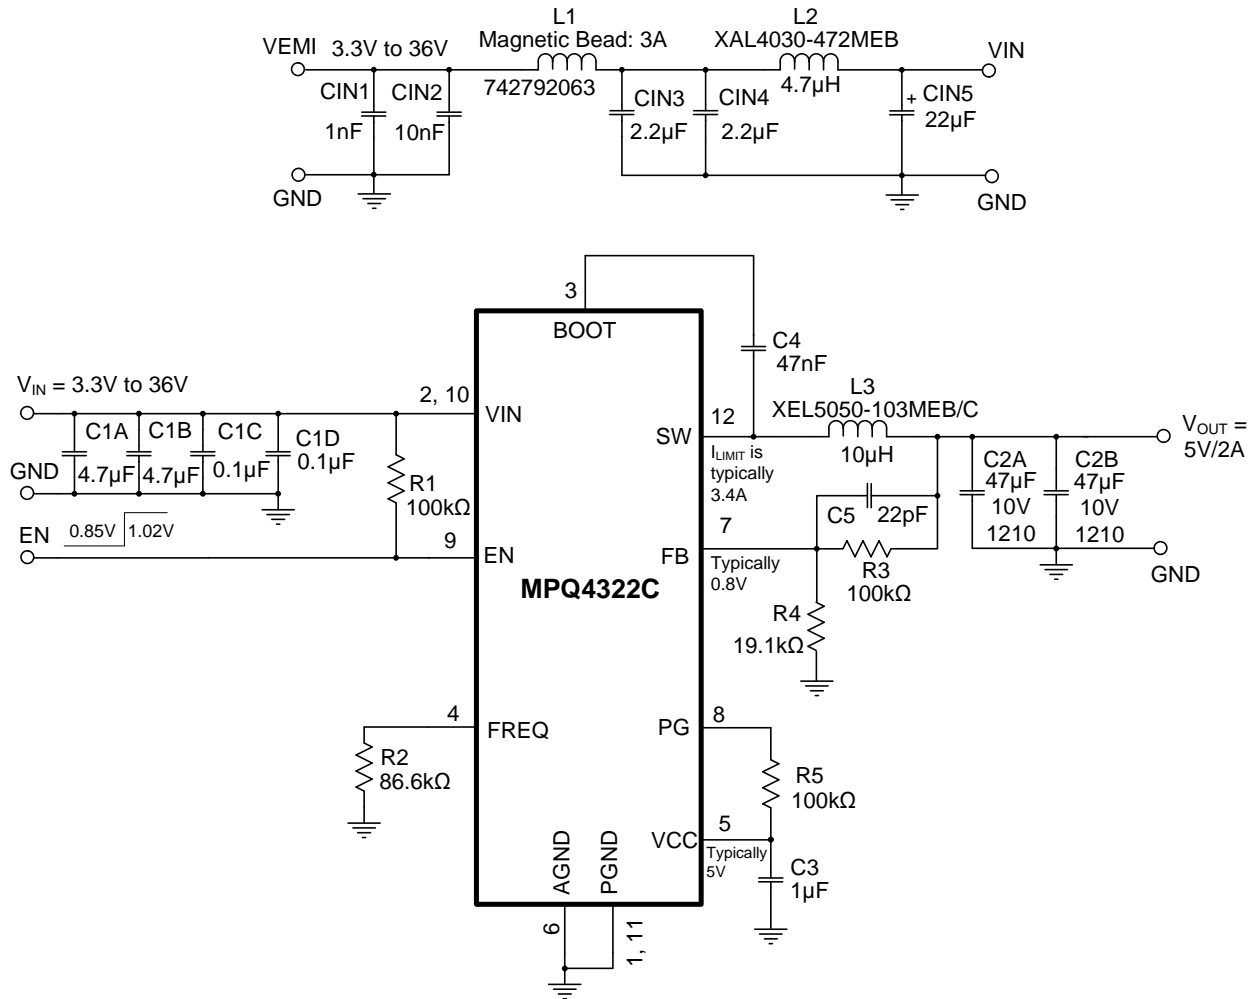 L1
Magnetic Bead: 3A
742792063
L2
XAL4030-472MEB
4.7µH
VEMI 3.3V to 36V
VIN
CIN1
1nF
CIN2
10nF
CIN3
2.2µF
CIN4
2.2µF
+ CIN5
22µF
GND
GND
3
BOOT
C4
47nF
V_IN = 3.3V to 36V
2, 10
VIN
C1A
4.7µF
C1B
4.7µF
C1C
0.1µF
C1D
0.1µF
GND
R1
100kΩ
EN
0.85V
1.02V
9
EN
12
SW
I_LIMIT is
typically
3.4A
L3
XEL5050-103MEB/C
10µH
V_OUT =
5V/2A
C2A
47µF
10V
1210
C2B
47µF
10V
1210
GND
C5
22pF
7
FB
Typically
0.8V
R3
100kΩ
R4
19.1kΩ
MPQ4322C
4
FREQ
R2
86.6kΩ
8
PG
R5
100kΩ
5
VCC
Typically
5V
C3
1µF
AGND
PGND
6
1, 11